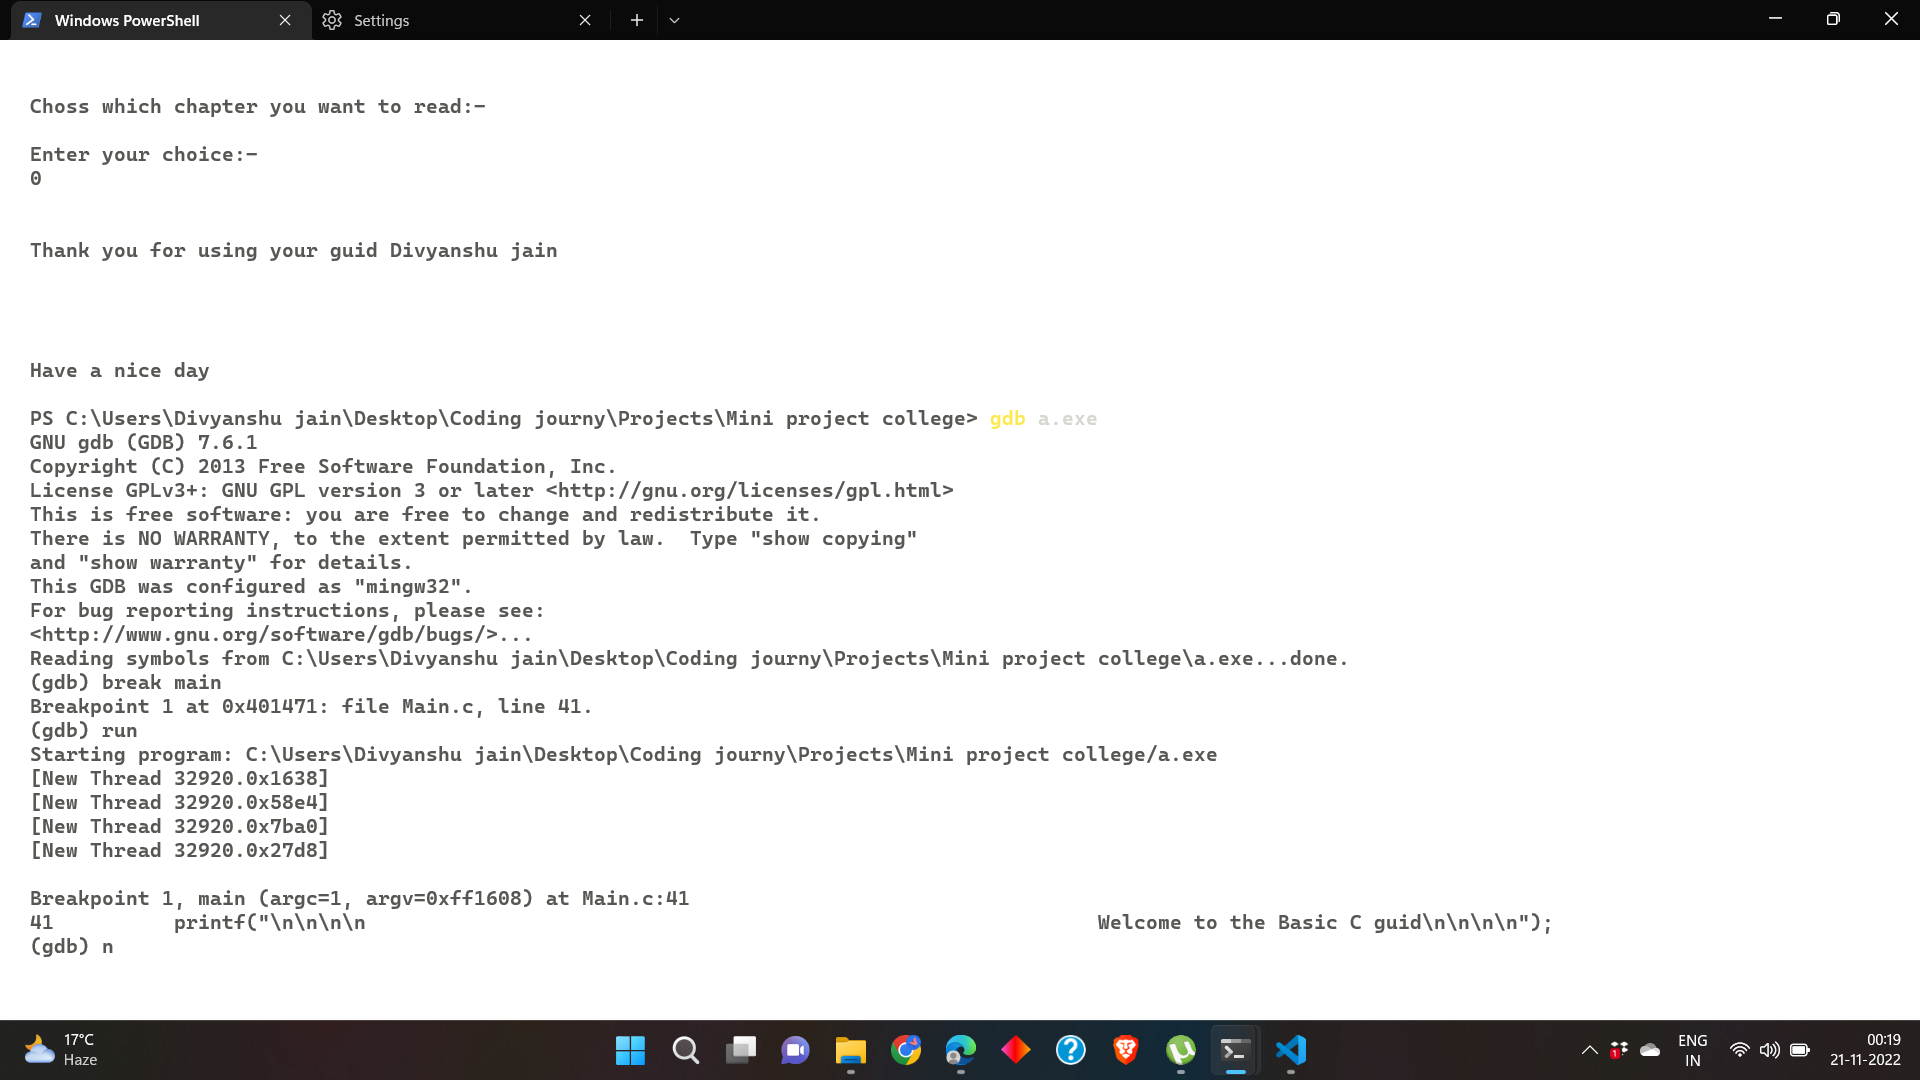 Windows PowerShell
Settings
Choss which chapter you want to read:-
Enter your choice:-
0
Thank you for using your guid Divyanshu jain
Have a nice day
PS C:\Users\Divyanshu jain\Desktop\Coding journy\Projects\Mini project college> gdb a.exe
GNU gdb (GDB) 7.6.1
Copyright (C) 2013 Free Software Foundation, Inc.
License GPLv3+: GNU GPL version 3 or later <http://gnu.org/licenses/gpl.html>
This is free software: you are free to change and redistribute it.
There is NO WARRANTY, to the extent permitted by law.  Type "show copying"
and "show warranty" for details.
This GDB was configured as "mingw32".
For bug reporting instructions, please see:
<http://www.gnu.org/software/gdb/bugs/>...
Reading symbols from C:\Users\Divyanshu jain\Desktop\Coding journy\Projects\Mini project college\a.exe...done.
(gdb) break main
Breakpoint 1 at 0x401471: file Main.c, line 41.
(gdb) run
Starting program: C:\Users\Divyanshu jain\Desktop\Coding journy\Projects\Mini project college/a.exe
[New Thread 32920.0x1638]
[New Thread 32920.0x58e4]
[New Thread 32920.0x7ba0]
[New Thread 32920.0x27d8]
Breakpoint 1, main (argc=1, argv=0xff1608) at Main.c:41
41          printf("\n\n\n\n                                                             Welcome to the Basic C guid\n\n\n\n");
(gdb) n
17°C
Haze
1
ENG
IN
00:19
21-11-2022